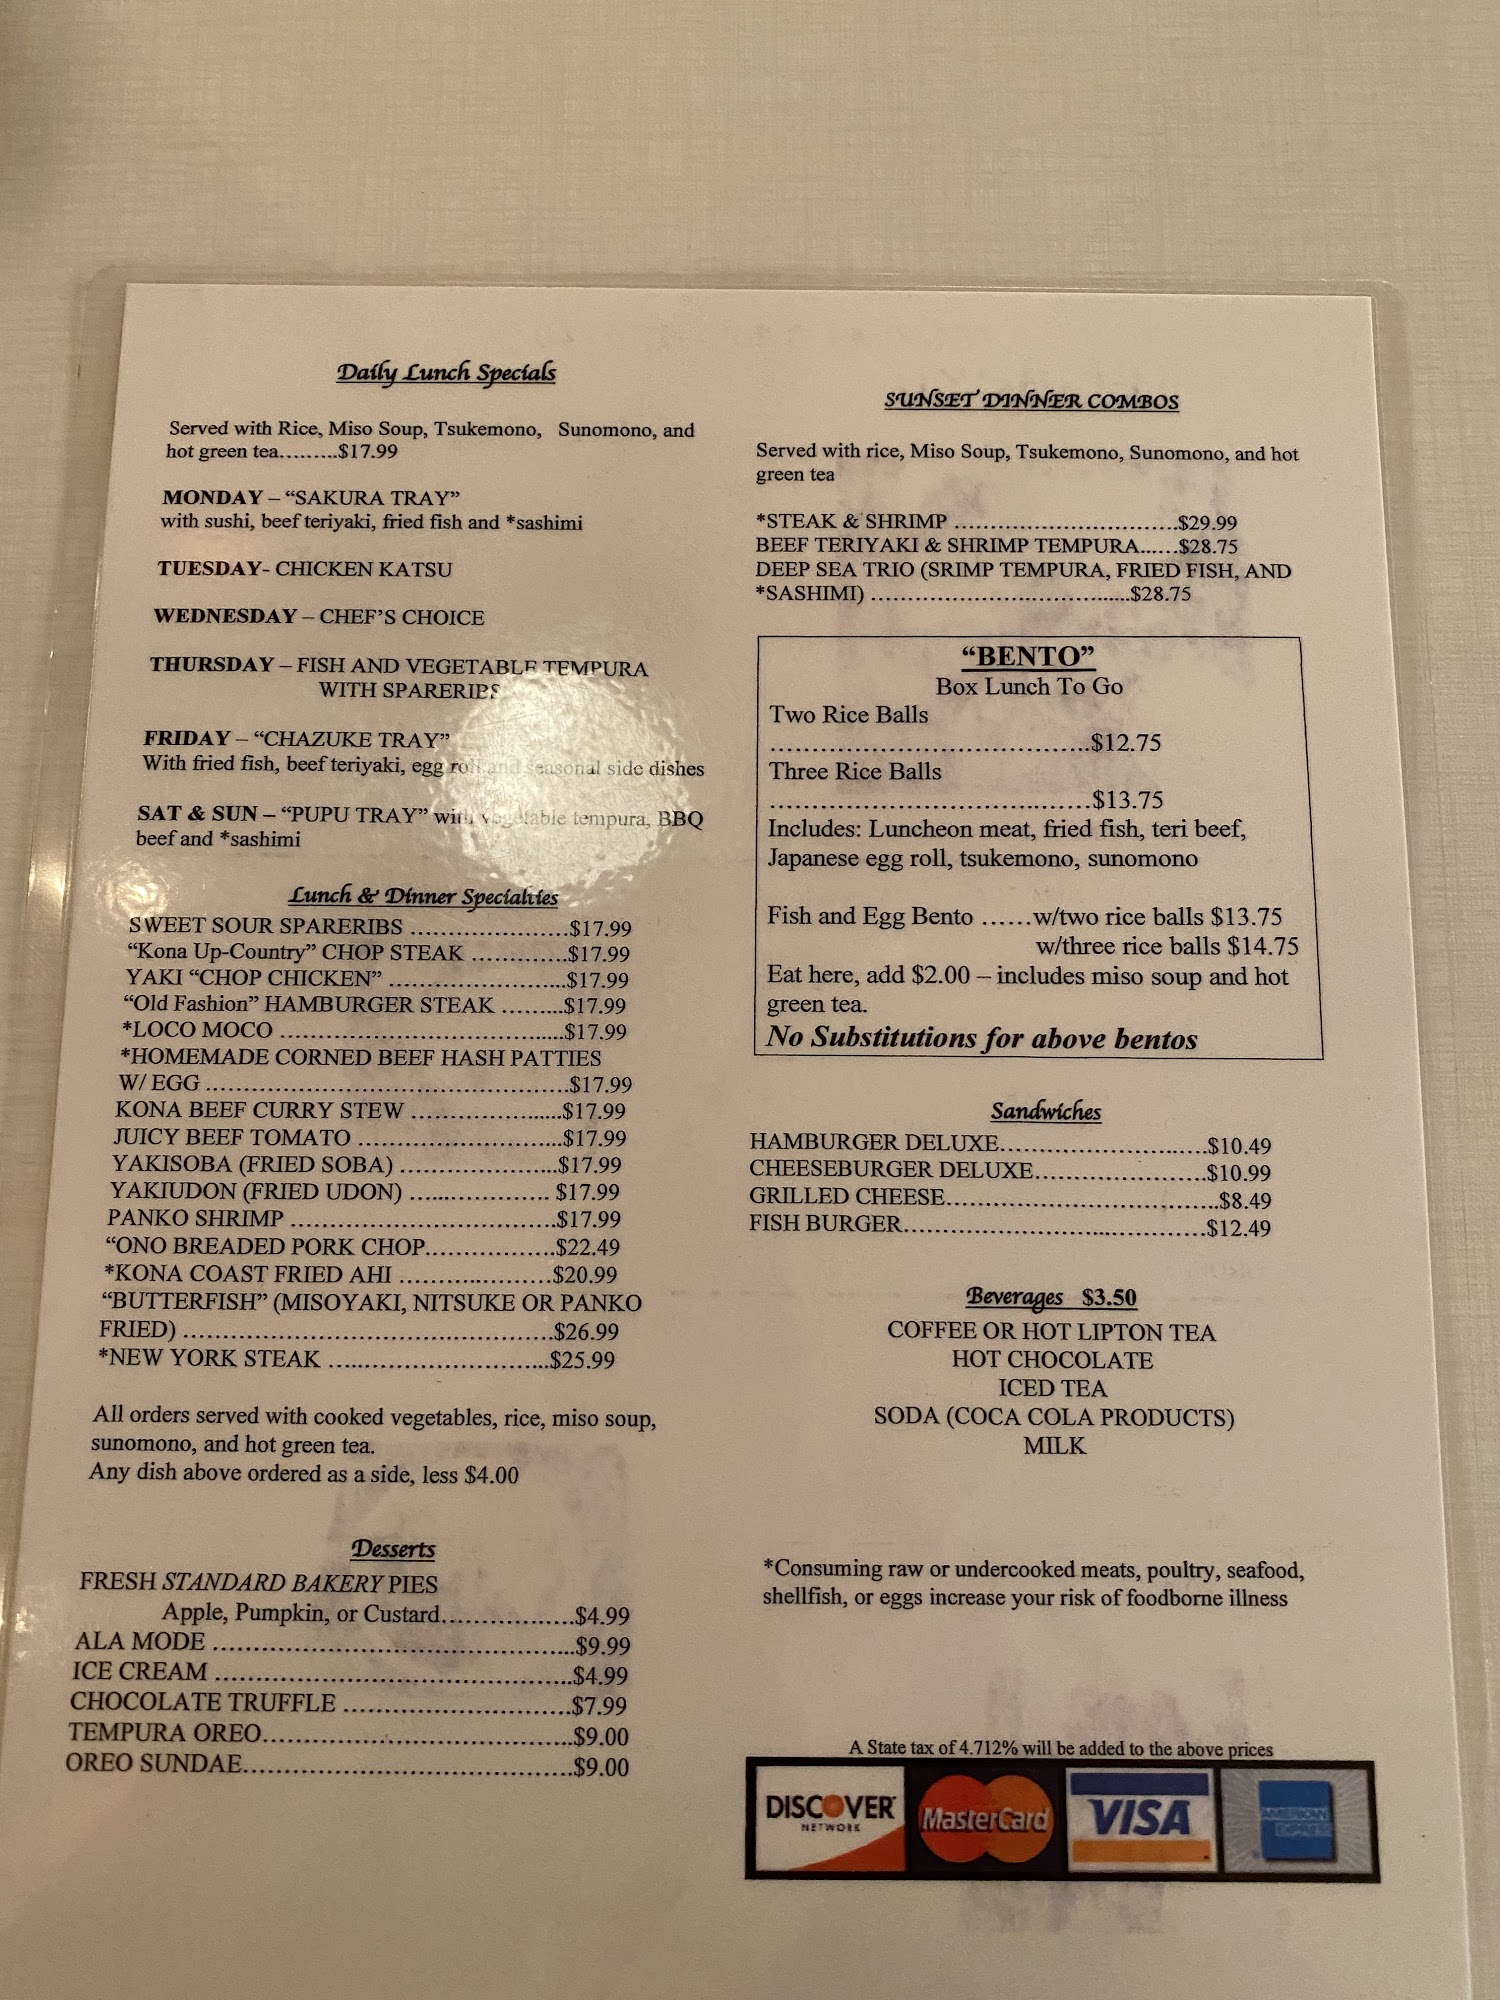 Daily Lunch Specials
Served with Rice, Miso Soup, Tsukemono, Sunomono, and
hot green tea.........$17.99
MONDAY – “SAKURA TRAY”
with sushi, beef teriyaki, fried fish and *sashimi
TUESDAY- CHICKEN KATSU
WEDNESDAY – CHEF’S CHOICE
THURSDAY – FISH AND VEGETABLE TEMPURA
WITH SPARERIBS
FRIDAY – “CHAZUKE TRAY”
With fried fish, beef teriyaki, egg roll and seasonal side dishes
SAT & SUN – “PUPU TRAY” with vegetable tempura, BBQ
beef and *sashimi
Lunch & Dinner Specialties
SWEET SOUR SPARERIBS ........................$17.99
“Kona Up-Country” CHOP STEAK ..............$17.99
YAKI “CHOP CHICKEN” ...........................$17.99
“Old Fashion” HAMBURGER STEAK .........$17.99
*LOCO MOCO ...........................................$17.99
*HOMEMADE CORNED BEEF HASH PATTIES
W/ EGG .......................................................$17.99
KONA BEEF CURRY STEW ......................$17.99
JUICY BEEF TOMATO ...............................$17.99
YAKISOBA (FRIED SOBA) ........................$17.99
YAKIUDON (FRIED UDON) ..................... $17.99
PANKO SHRIMP ........................................$17.99
“ONO BREADED PORK CHOP...................$22.49
*KONA COAST FRIED AHI .......................$20.99
“BUTTERFISH” (MISOYAKI, NITSUKE OR PANKO
FRIED) ........................................................$26.99
*NEW YORK STEAK .................................$25.99
All orders served with cooked vegetables, rice, miso soup,
sunomono, and hot green tea.
Any dish above ordered as a side, less $4.00
Desserts
FRESH STANDARD BAKERY PIES
Apple, Pumpkin, or Custard....................$4.99
ALA MODE ......................................................$9.99
ICE CREAM .....................................................$4.99
CHOCOLATE TRUFFLE ..................................$7.99
TEMPURA OREO..............................................$9.00
OREO SUNDAE.................................................$9.00
SUNSET DINNER COMBOS
Served with rice, Miso Soup, Tsukemono, Sunomono, and hot
green tea
*STEAK & SHRIMP ..................................$29.99
BEEF TERIYAKI & SHRIMP TEMPURA......$28.75
DEEP SEA TRIO (SRIMP TEMPURA, FRIED FISH, AND
*SASHIMI) .......................................$28.75
“BENTO”
Box Lunch To Go
Two Rice Balls
.......................................$12.75
Three Rice Balls
.......................................$13.75
Includes: Luncheon meat, fried fish, teri beef,
Japanese egg roll, tsukemono, sunomono
Fish and Egg Bento ......w/two rice balls $13.75
w/three rice balls $14.75
Eat here, add $2.00 – includes miso soup and hot
green tea.
No Substitutions for above bentos
Sandwiches
HAMBURGER DELUXE...............................$10.49
CHEESEBURGER DELUXE..........................$10.99
GRILLED CHEESE.........................................$8.49
FISH BURGER..............................................$12.49
Beverages $3.50
COFFEE OR HOT LIPTON TEA
HOT CHOCOLATE
ICED TEA
SODA (COCA COLA PRODUCTS)
MILK
*Consuming raw or undercooked meats, poultry, seafood,
shellfish, or eggs increase your risk of foodborne illness
A State tax of 4.712% will be added to the above prices
DISCOVER NETWORK MasterCard VISA AMERICAN EXPRESS